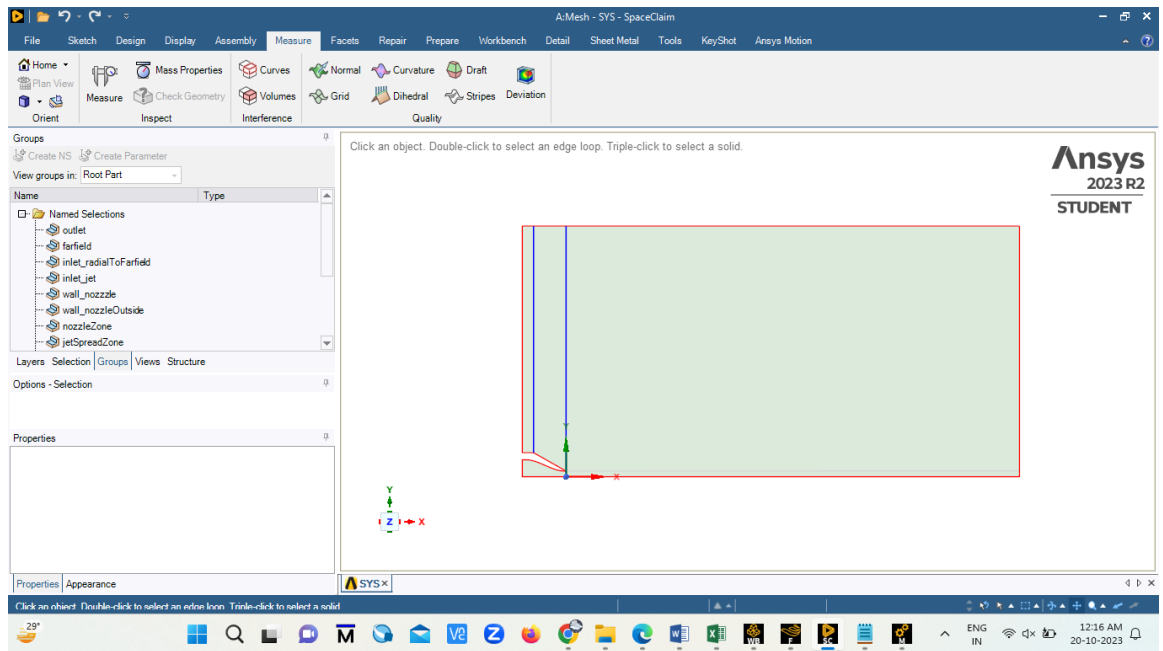 A:Mesh - SYS - SpaceClaim
File Sketch Design Display Assembly Measure Facets Repair Prepare Workbench Detail Sheet Metal Tools KeyShot Ansys Motion
Home Mass Properties Curves Normal Curvature Draft
Plan View
Measure Check Geometry Volumes Grid Dihedral Stripes Deviation
Orient Inspect Interference Quality
Groups
Create NS Create Parameter
View groups in: Root Part
Name Type
Named Selections
outlet
farfield
inlet_radialToFarfield
inlet_jet
wall_nozzzle
wall_nozzleOutside
nozzleZone
jetSpreadZone
Layers Selection Groups Views Structure
Options - Selection
Properties
Properties Appearance
Click an object. Double-click to select an edge loop. Triple-click to select a solid.
Ansys
2023 R2
STUDENT
Y
X
Y
Z X
SYS
Click an object. Double-click to select an edge loop. Triple-click to select a solid.
29°
ENG
IN
12:16 AM
20-10-2023